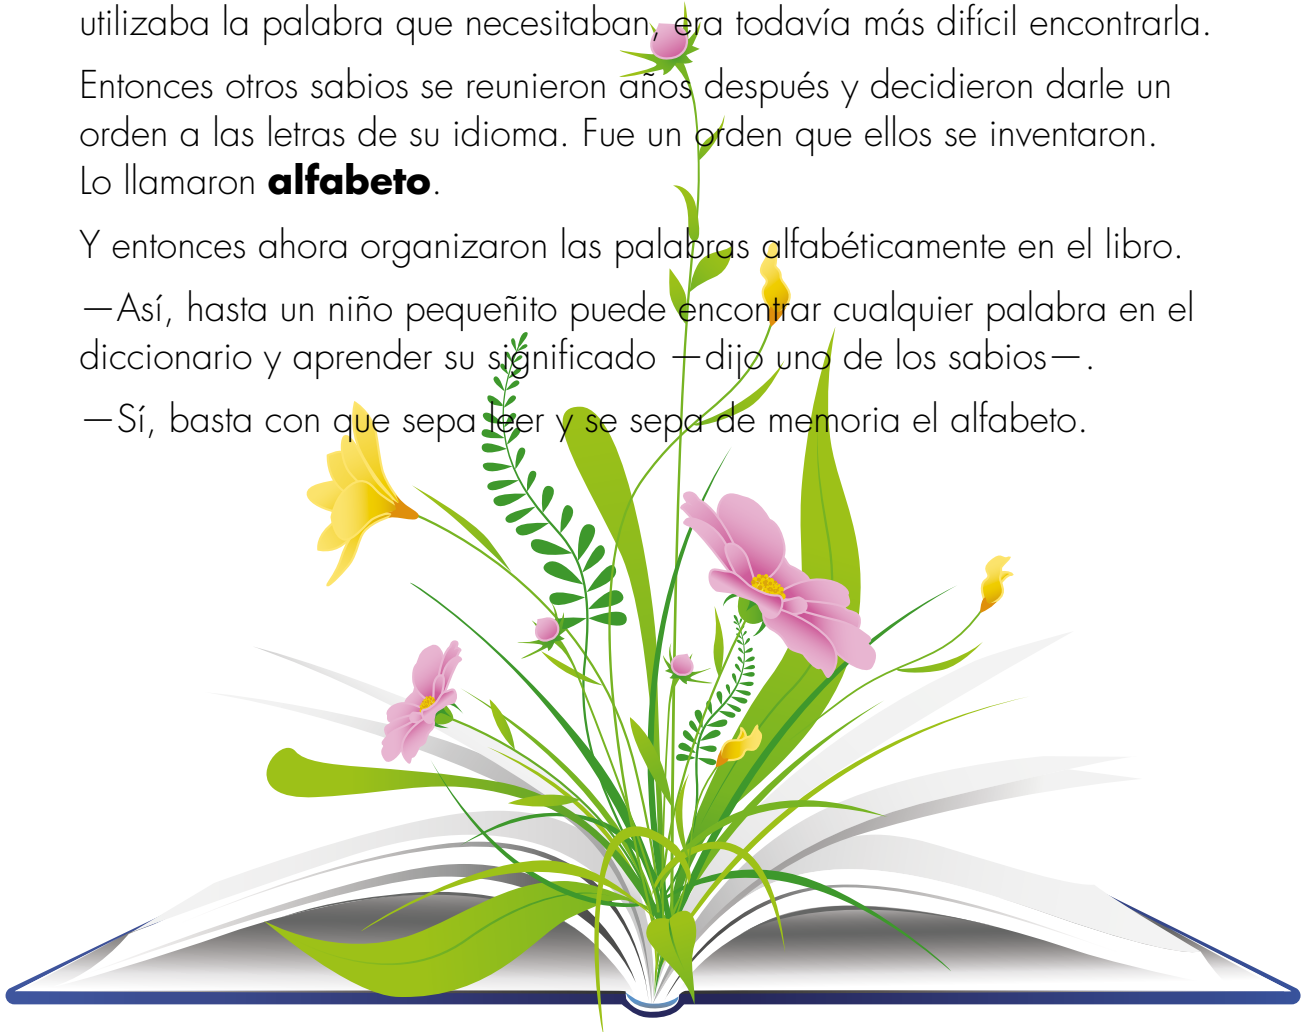 utilizaba la palabra que necesitaban, era todavía más difícil encontrarla.
Entonces otros sabios se reunieron años después y decidieron darle un
orden a las letras de su idioma. Fue un orden que ellos se inventaron.
Lo llamaron alfabeto.
Y entonces ahora organizaron las palabras alfabéticamente en el libro.
—Así, hasta un niño pequeñito puede encontrar cualquier palabra en el
diccionario y aprender su significado —dijo uno de los sabios—.
—Sí, basta con que sepa leer y se sepa de memoria el alfabeto.